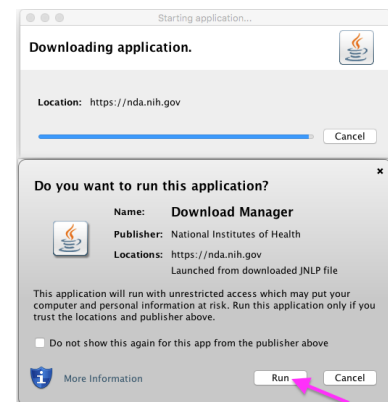 Starting application...
Downloading application.
Location: https://nda.nih.gov
Cancel
Do you want to run this application?
Name: Download Manager
Publisher: National Institutes of Health
Locations: https://nda.nih.gov
Launched from downloaded JNLP file
This application will run with unrestricted access which may put your
computer and personal information at risk. Run this application only if you
trust the locations and publisher above.
Do not show this again for this app from the publisher above
More Information
Run
Cancel